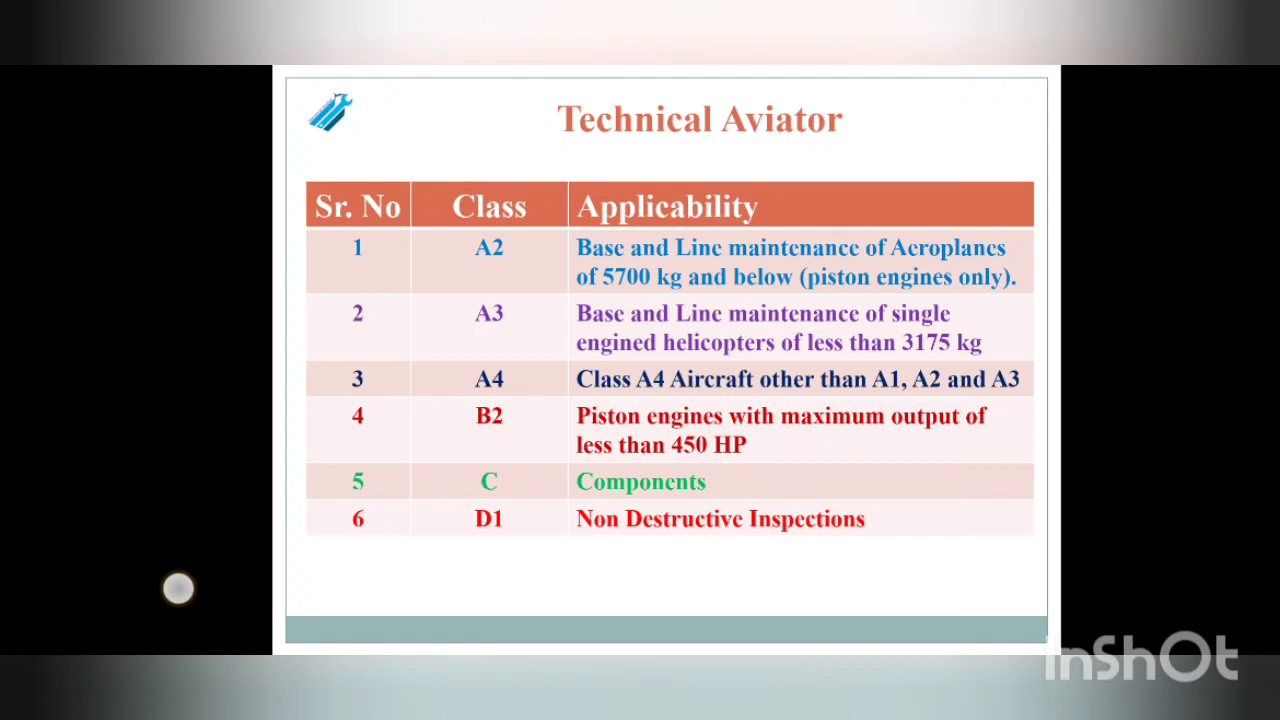 Technical Aviator
Sr. No Class Applicability
1 A2 Base and Line maintenance of Aeroplanes
of 5700 kg and below (piston engines only).
2 A3 Base and Line maintenance of single
engined helicopters of less than 3175 kg
3 A4 Class A4 Aircraft other than A1, A2 and A3
4 B2 Piston engines with maximum output of
less than 450 HP
5 C Components
6 D1 Non Destructive Inspections
InShOt